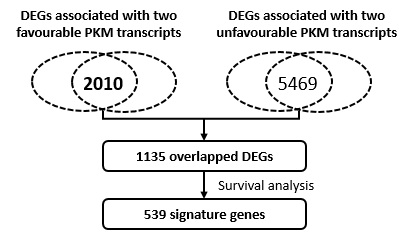 DEGs associated with two
favourable PKM transcripts
DEGs associated with two
unfavourable PKM transcripts
2010
5469
1135 overlapped DEGs
Survival analysis
539 signature genes